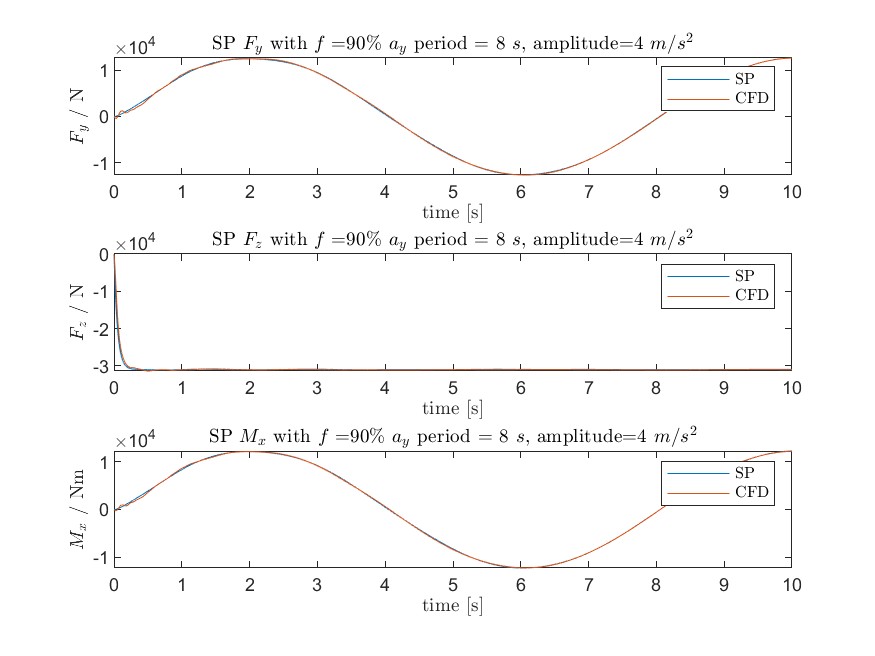 SP F_y with f =90% a_y period = 8 s, amplitude=4 m/s^2
×10^4
1
0
-1
F_y / N
SP
CFD
0 1 2 3 4 5 6 7 8 9 10
time [s]
SP F_z with f =90% a_y period = 8 s, amplitude=4 m/s^2
×10^4
0
-1
-2
-3
F_z / N
SP
CFD
0 1 2 3 4 5 6 7 8 9 10
time [s]
SP M_x with f =90% a_y period = 8 s, amplitude=4 m/s^2
×10^4
1
0
-1
M_x / Nm
SP
CFD
0 1 2 3 4 5 6 7 8 9 10
time [s]